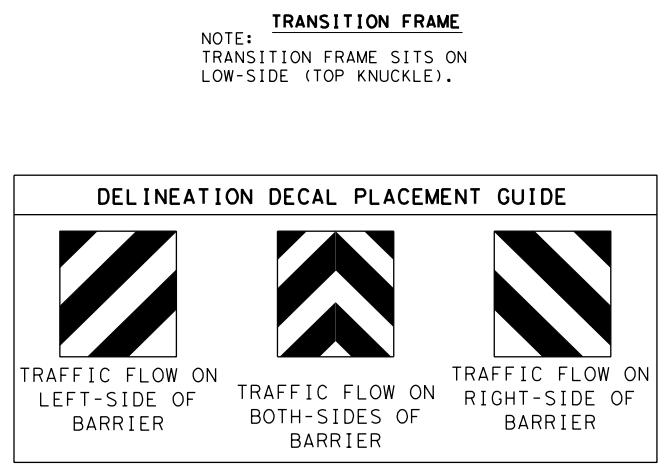 TRANSITION FRAME
NOTE:
TRANSITION FRAME SITS ON
LOW-SIDE (TOP KNUCKLE).
DELINEATION DECAL PLACEMENT GUIDE
TRAFFIC FLOW ON
LEFT-SIDE OF
BARRIER
TRAFFIC FLOW ON
BOTH-SIDES OF
BARRIER
TRAFFIC FLOW ON
RIGHT-SIDE OF
BARRIER